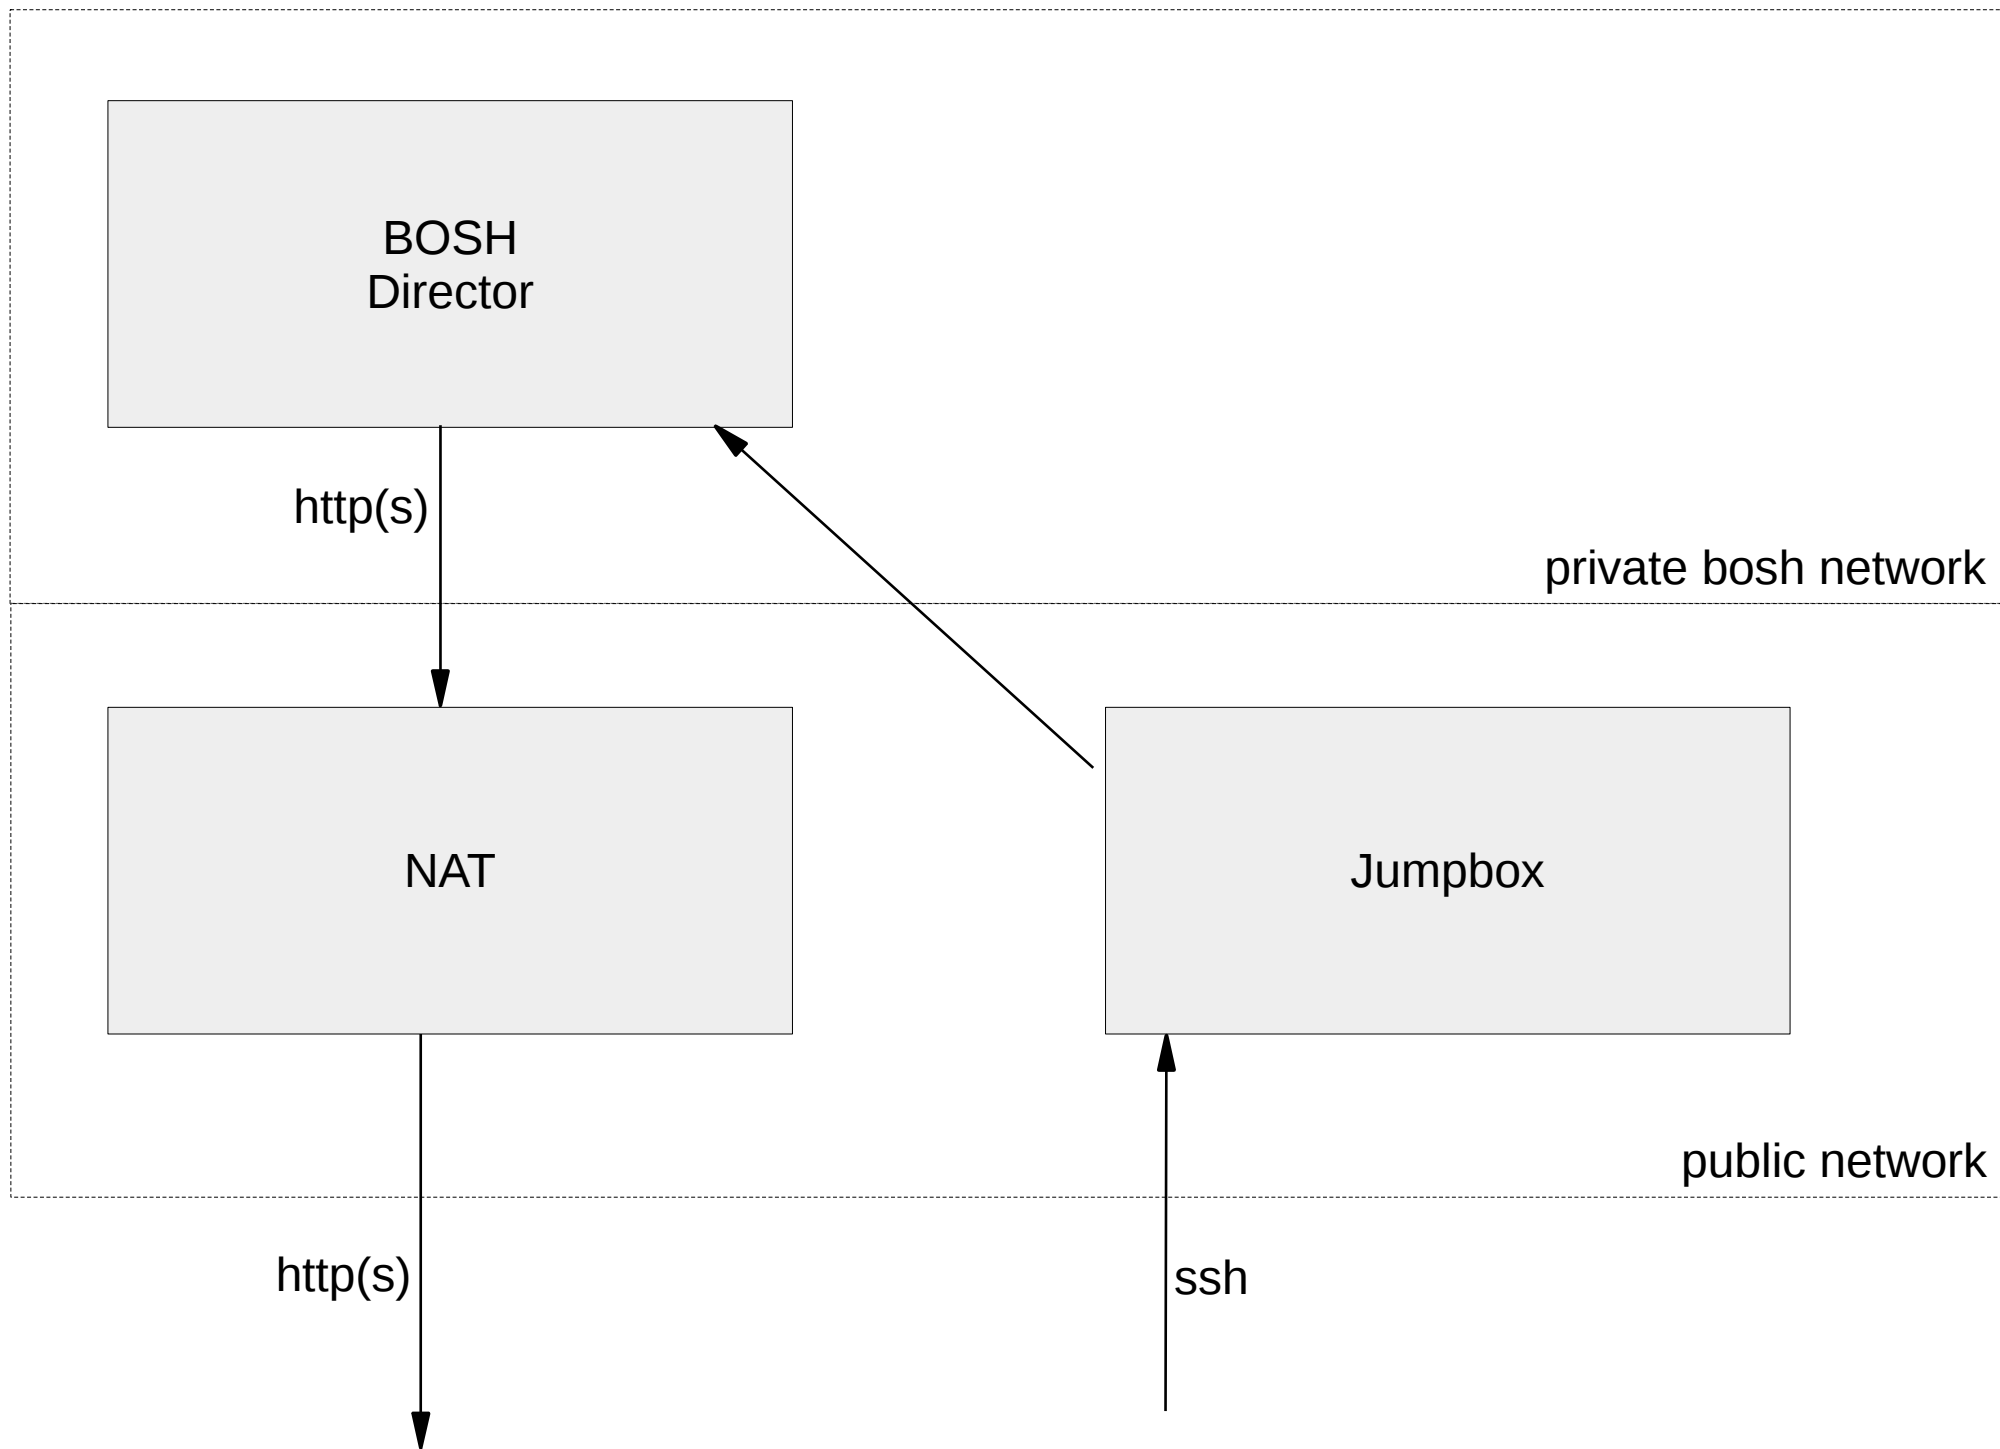 BOSH
Director
http(s)
private bosh network
NAT
Jumpbox
public network
http(s)
ssh